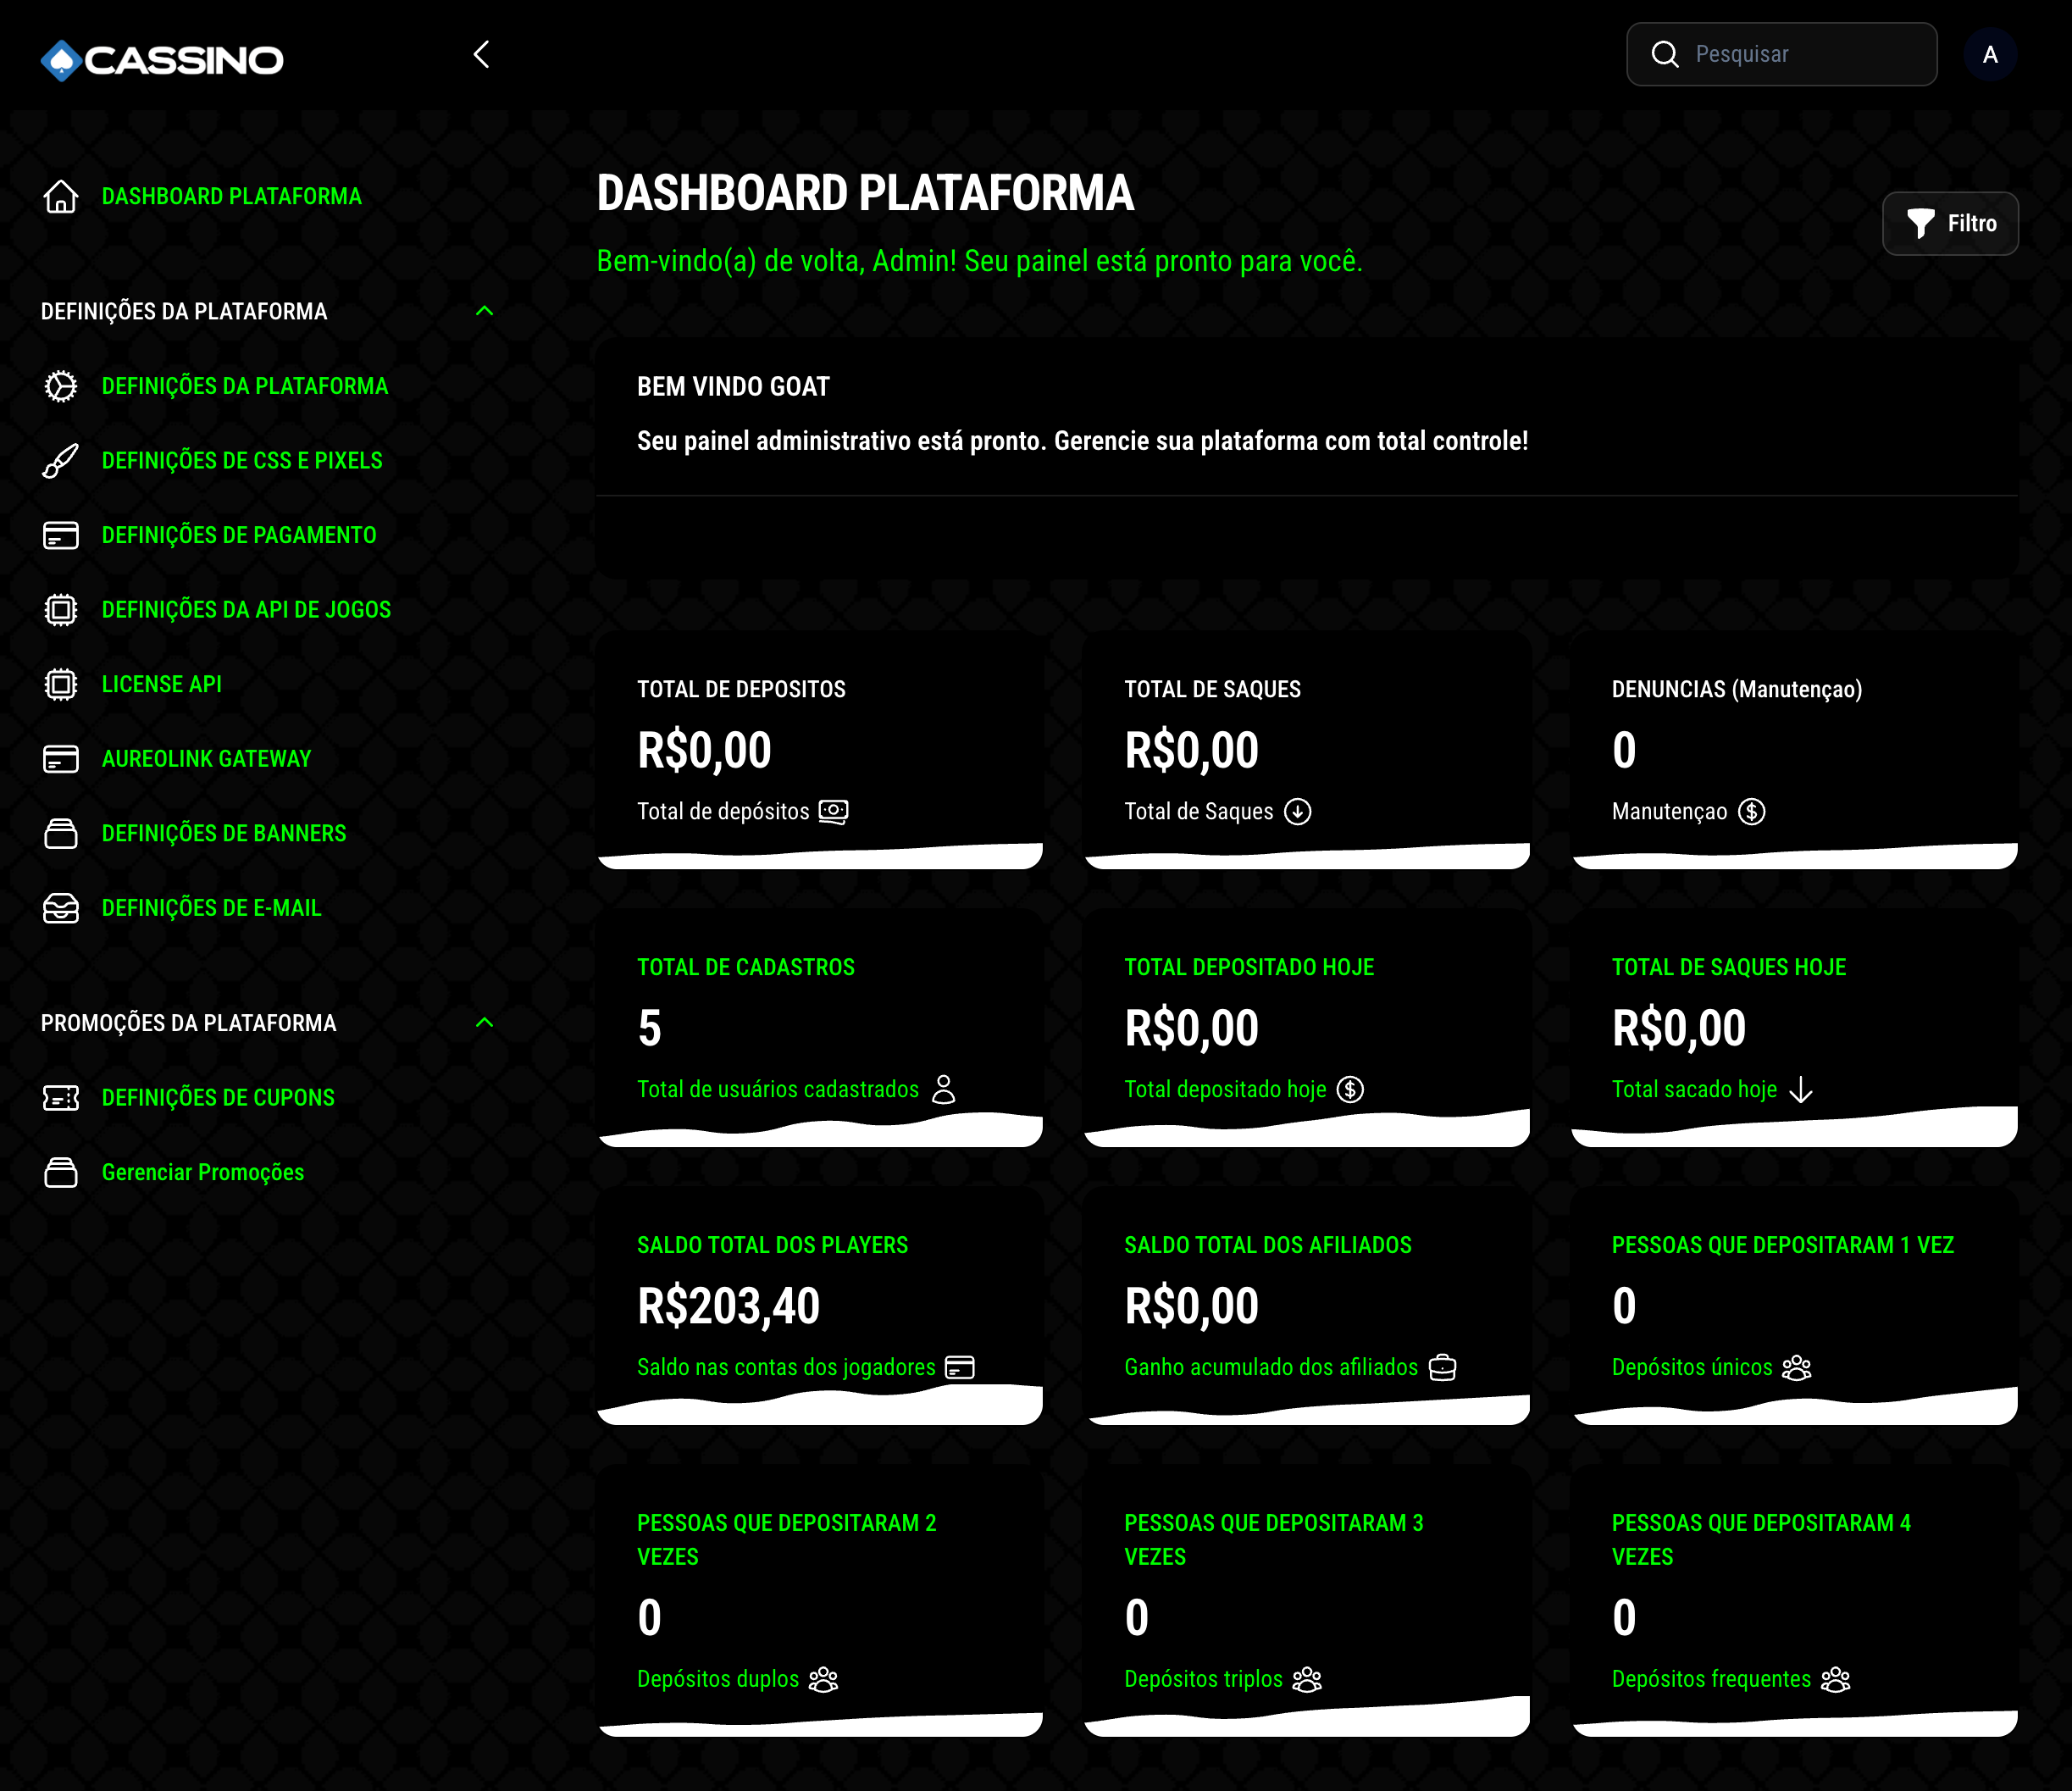 CASSINO
Pesquisar
A
DASHBOARD PLATAFORMA
DEFINIÇÕES DA PLATAFORMA
DEFINIÇÕES DA PLATAFORMA
DEFINIÇÕES DE CSS E PIXELS
DEFINIÇÕES DE PAGAMENTO
DEFINIÇÕES DA API DE JOGOS
LICENSE API
AUREOLINK GATEWAY
DEFINIÇÕES DE BANNERS
DEFINIÇÕES DE E-MAIL
PROMOÇÕES DA PLATAFORMA
DEFINIÇÕES DE CUPONS
Gerenciar Promoções
DASHBOARD PLATAFORMA
Bem-vindo(a) de volta, Admin! Seu painel está pronto para você.
Filtro
BEM VINDO GOAT
Seu painel administrativo está pronto. Gerencie sua plataforma com total controle!
TOTAL DE DEPOSITOS
R$0,00
Total de depósitos
TOTAL DE SAQUES
R$0,00
Total de Saques
DENUNCIAS (Manutençao)
0
Manutençao
TOTAL DE CADASTROS
5
Total de usuários cadastrados
TOTAL DEPOSITADO HOJE
R$0,00
Total depositado hoje
TOTAL DE SAQUES HOJE
R$0,00
Total sacado hoje
SALDO TOTAL DOS PLAYERS
R$203,40
Saldo nas contas dos jogadores
SALDO TOTAL DOS AFILIADOS
R$0,00
Ganho acumulado dos afiliados
PESSOAS QUE DEPOSITARAM 1 VEZ
0
Depósitos únicos
PESSOAS QUE DEPOSITARAM 2
VEZES
0
Depósitos duplos
PESSOAS QUE DEPOSITARAM 3
VEZES
0
Depósitos triplos
PESSOAS QUE DEPOSITARAM 4
VEZES
0
Depósitos frequentes